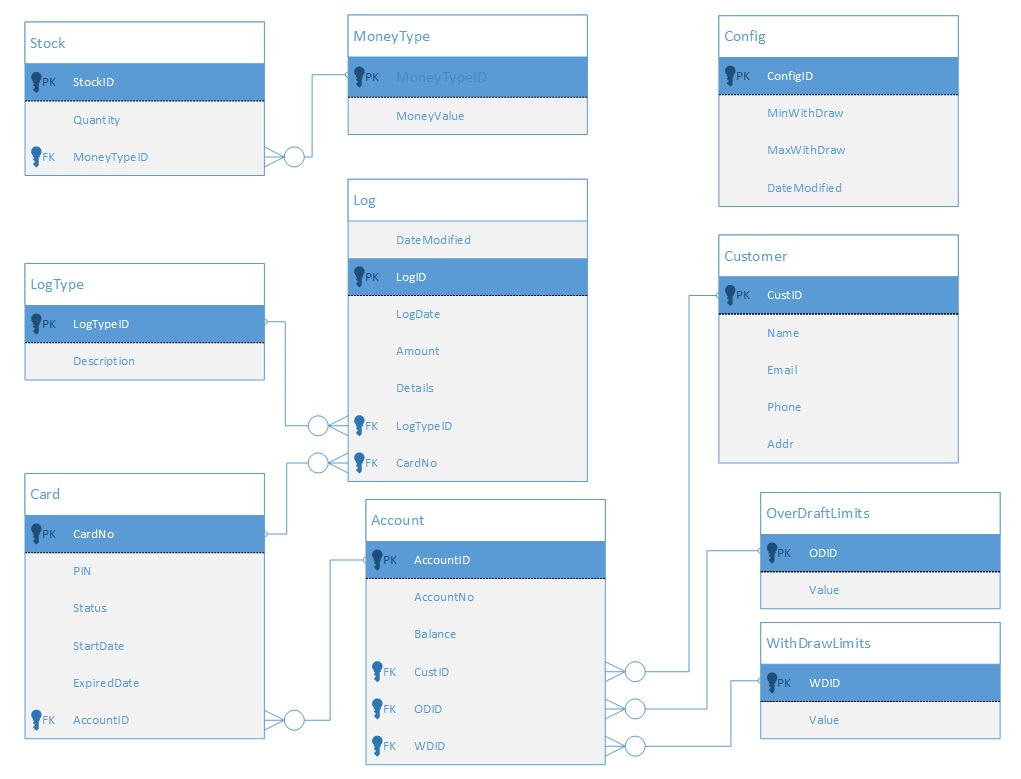 Stock
PK StockID
Quantity
FK MoneyTypeID
MoneyType
PK MoneyTypeID
MoneyValue
Config
PK ConfigID
MinWithDraw
MaxWithDraw
DateModified
Log
DateModified
PK LogID
LogDate
Amount
Details
FK LogTypeID
FK CardNo
LogType
PK LogTypeID
Description
Customer
PK CustID
Name
Email
Phone
Addr
Card
PK CardNo
PIN
Status
StartDate
ExpiredDate
FK AccountID
Account
PK AccountID
AccountNo
Balance
FK CustID
FK ODID
FK WDID
OverDraftLimits
PK ODID
Value
WithDrawLimits
PK WDID
Value